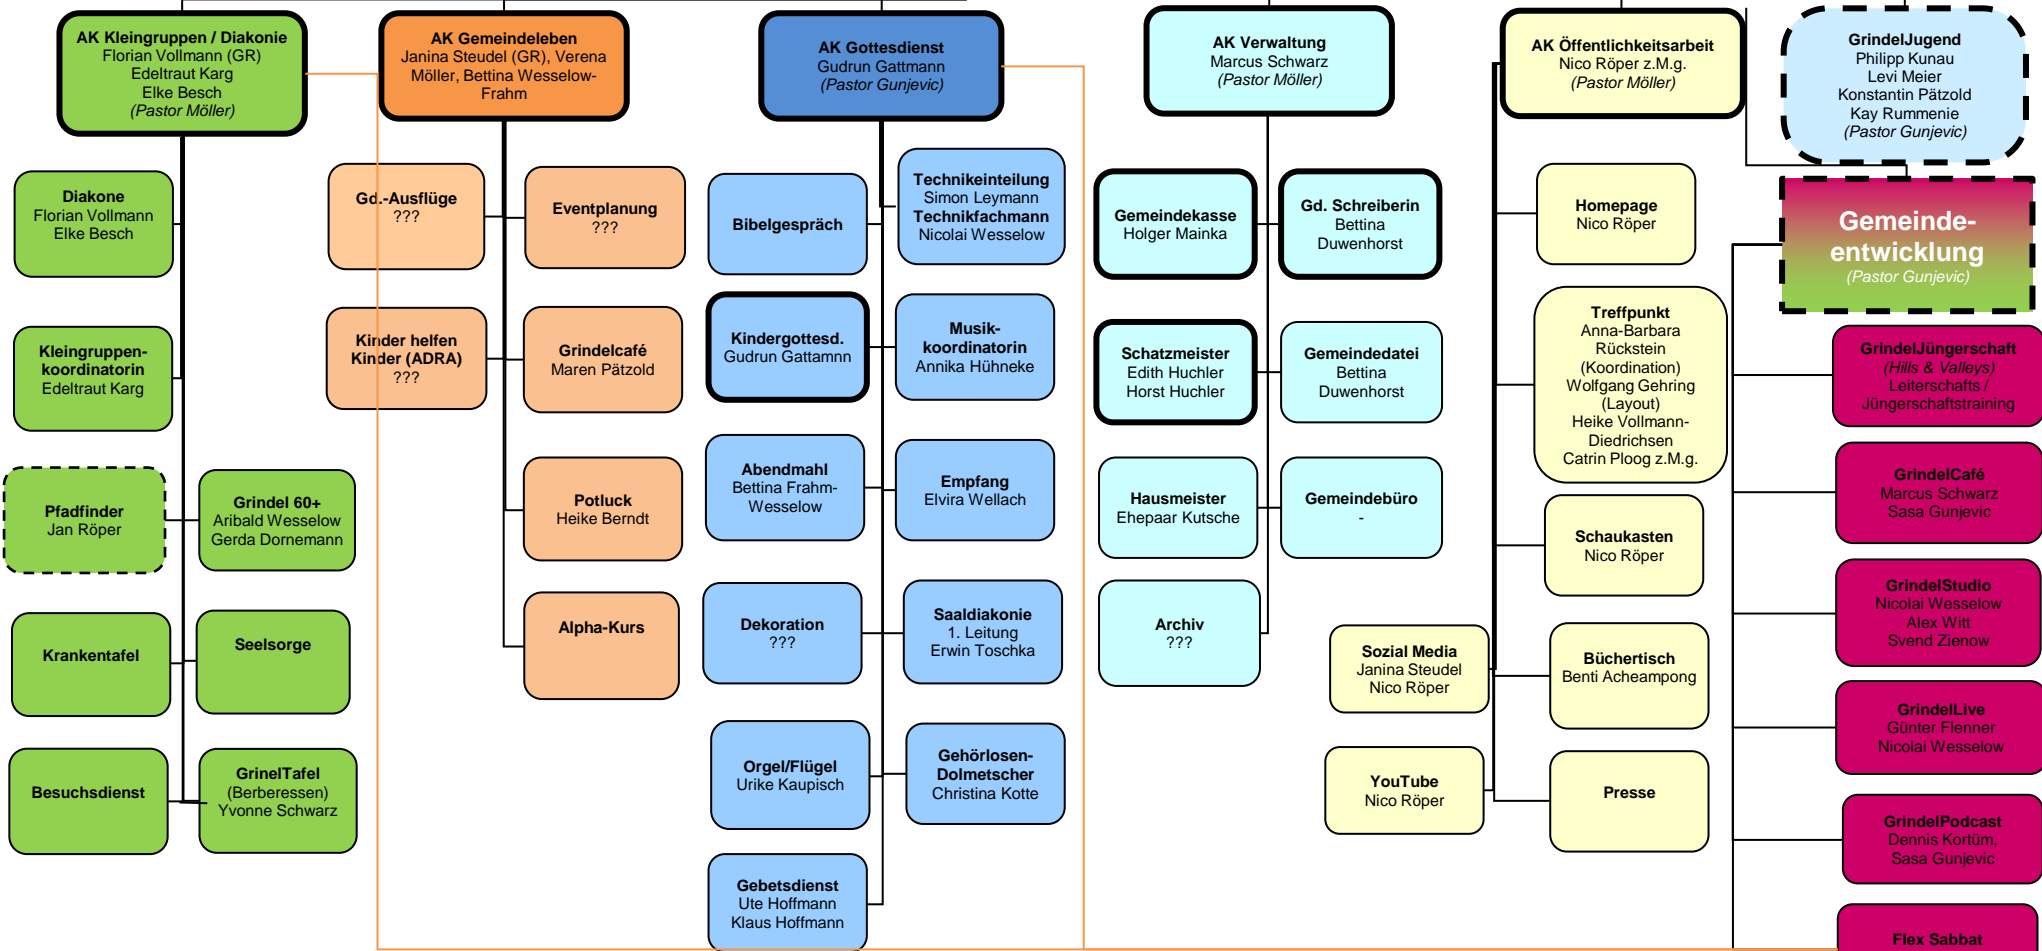 AK Kleingruppen / Diakonie
Florian Vollmann (GR)
Edeltraut Karg
Elke Besch
(Pastor Möller)
Diakone
Florian Vollmann
Elke Besch
Kleingruppen-
koordinatorin
Edeltraut Karg
Pfadfinder
Jan Röper
Grindel 60+
Aribald Wesselow
Gerda Dornemann
Krankentafel
Seelsorge
Besuchsdienst
GrinelTafel
(Berberessen)
Yvonne Schwarz
AK Gemeindeleben
Janina Steudel (GR), Verena
Möller, Bettina Wesselow-
Frahm
Gd.-Ausflüge
???
Eventplanung
???
Kinder helfen
Kinder (ADRA)
???
Grindelcafé
Maren Pätzold
Potluck
Heike Berndt
Alpha-Kurs
AK Gottesdienst
Gudrun Gattmann
(Pastor Gunjevic)
Bibelgespräch
Technikeinteilung
Simon Leymann
Technikfachmann
Nicolai Wesselow
Kindergottesd.
Gudrun Gattamnn
Musik-
koordinatorin
Annika Hühneke
Abendmahl
Bettina Frahm-
Wesselow
Empfang
Elvira Wellach
Dekoration
???
Saaldiakonie
1. Leitung
Erwin Toschka
Orgel/Flügel
Urike Kaupisch
Gehörlosen-
Dolmetscher
Christina Kotte
Gebetsdienst
Ute Hoffmann
Klaus Hoffmann
AK Verwaltung
Marcus Schwarz
(Pastor Möller)
Gemeindekasse
Holger Mainka
Gd. Schreiberin
Bettina
Duwenhorst
Schatzmeister
Edith Huchler
Horst Huchler
Gemeindedatei
Bettina
Duwenhorst
Hausmeister
Ehepaar Kutsche
Gemeindebüro
-
Archiv
???
AK Öffentlichkeitsarbeit
Nico Röper z.M.g.
(Pastor Möller)
Homepage
Nico Röper
Treffpunkt
Anna-Barbara
Rückstein
(Koordination)
Wolfgang Gehring
(Layout)
Heike Vollmann-
Diedrichsen
Catrin Ploog z.M.g.
Schaukasten
Nico Röper
Sozial Media
Janina Steudel
Nico Röper
Büchertisch
Benti Acheampong
YouTube
Nico Röper
Presse
GrindelJugend
Philipp Kunau
Levi Meier
Konstantin Pätzold
Kay Rummenie
(Pastor Gunjevic)
Gemeinde-
entwicklung
(Pastor Gunjevic)
GrindelJüngerschaft
(Hills & Valleys)
Leiterschafts /
Jüngerschaftstraining
GrindelCafé
Marcus Schwarz
Sasa Gunjevic
GrindelStudio
Nicolai Wesselow
Alex Witt
Svend Zienow
GrindelLive
Günter Flenner
Nicolai Wesselow
GrindelPodcast
Dennis Kortüm,
Sasa Gunjevic
Flex Sabbat